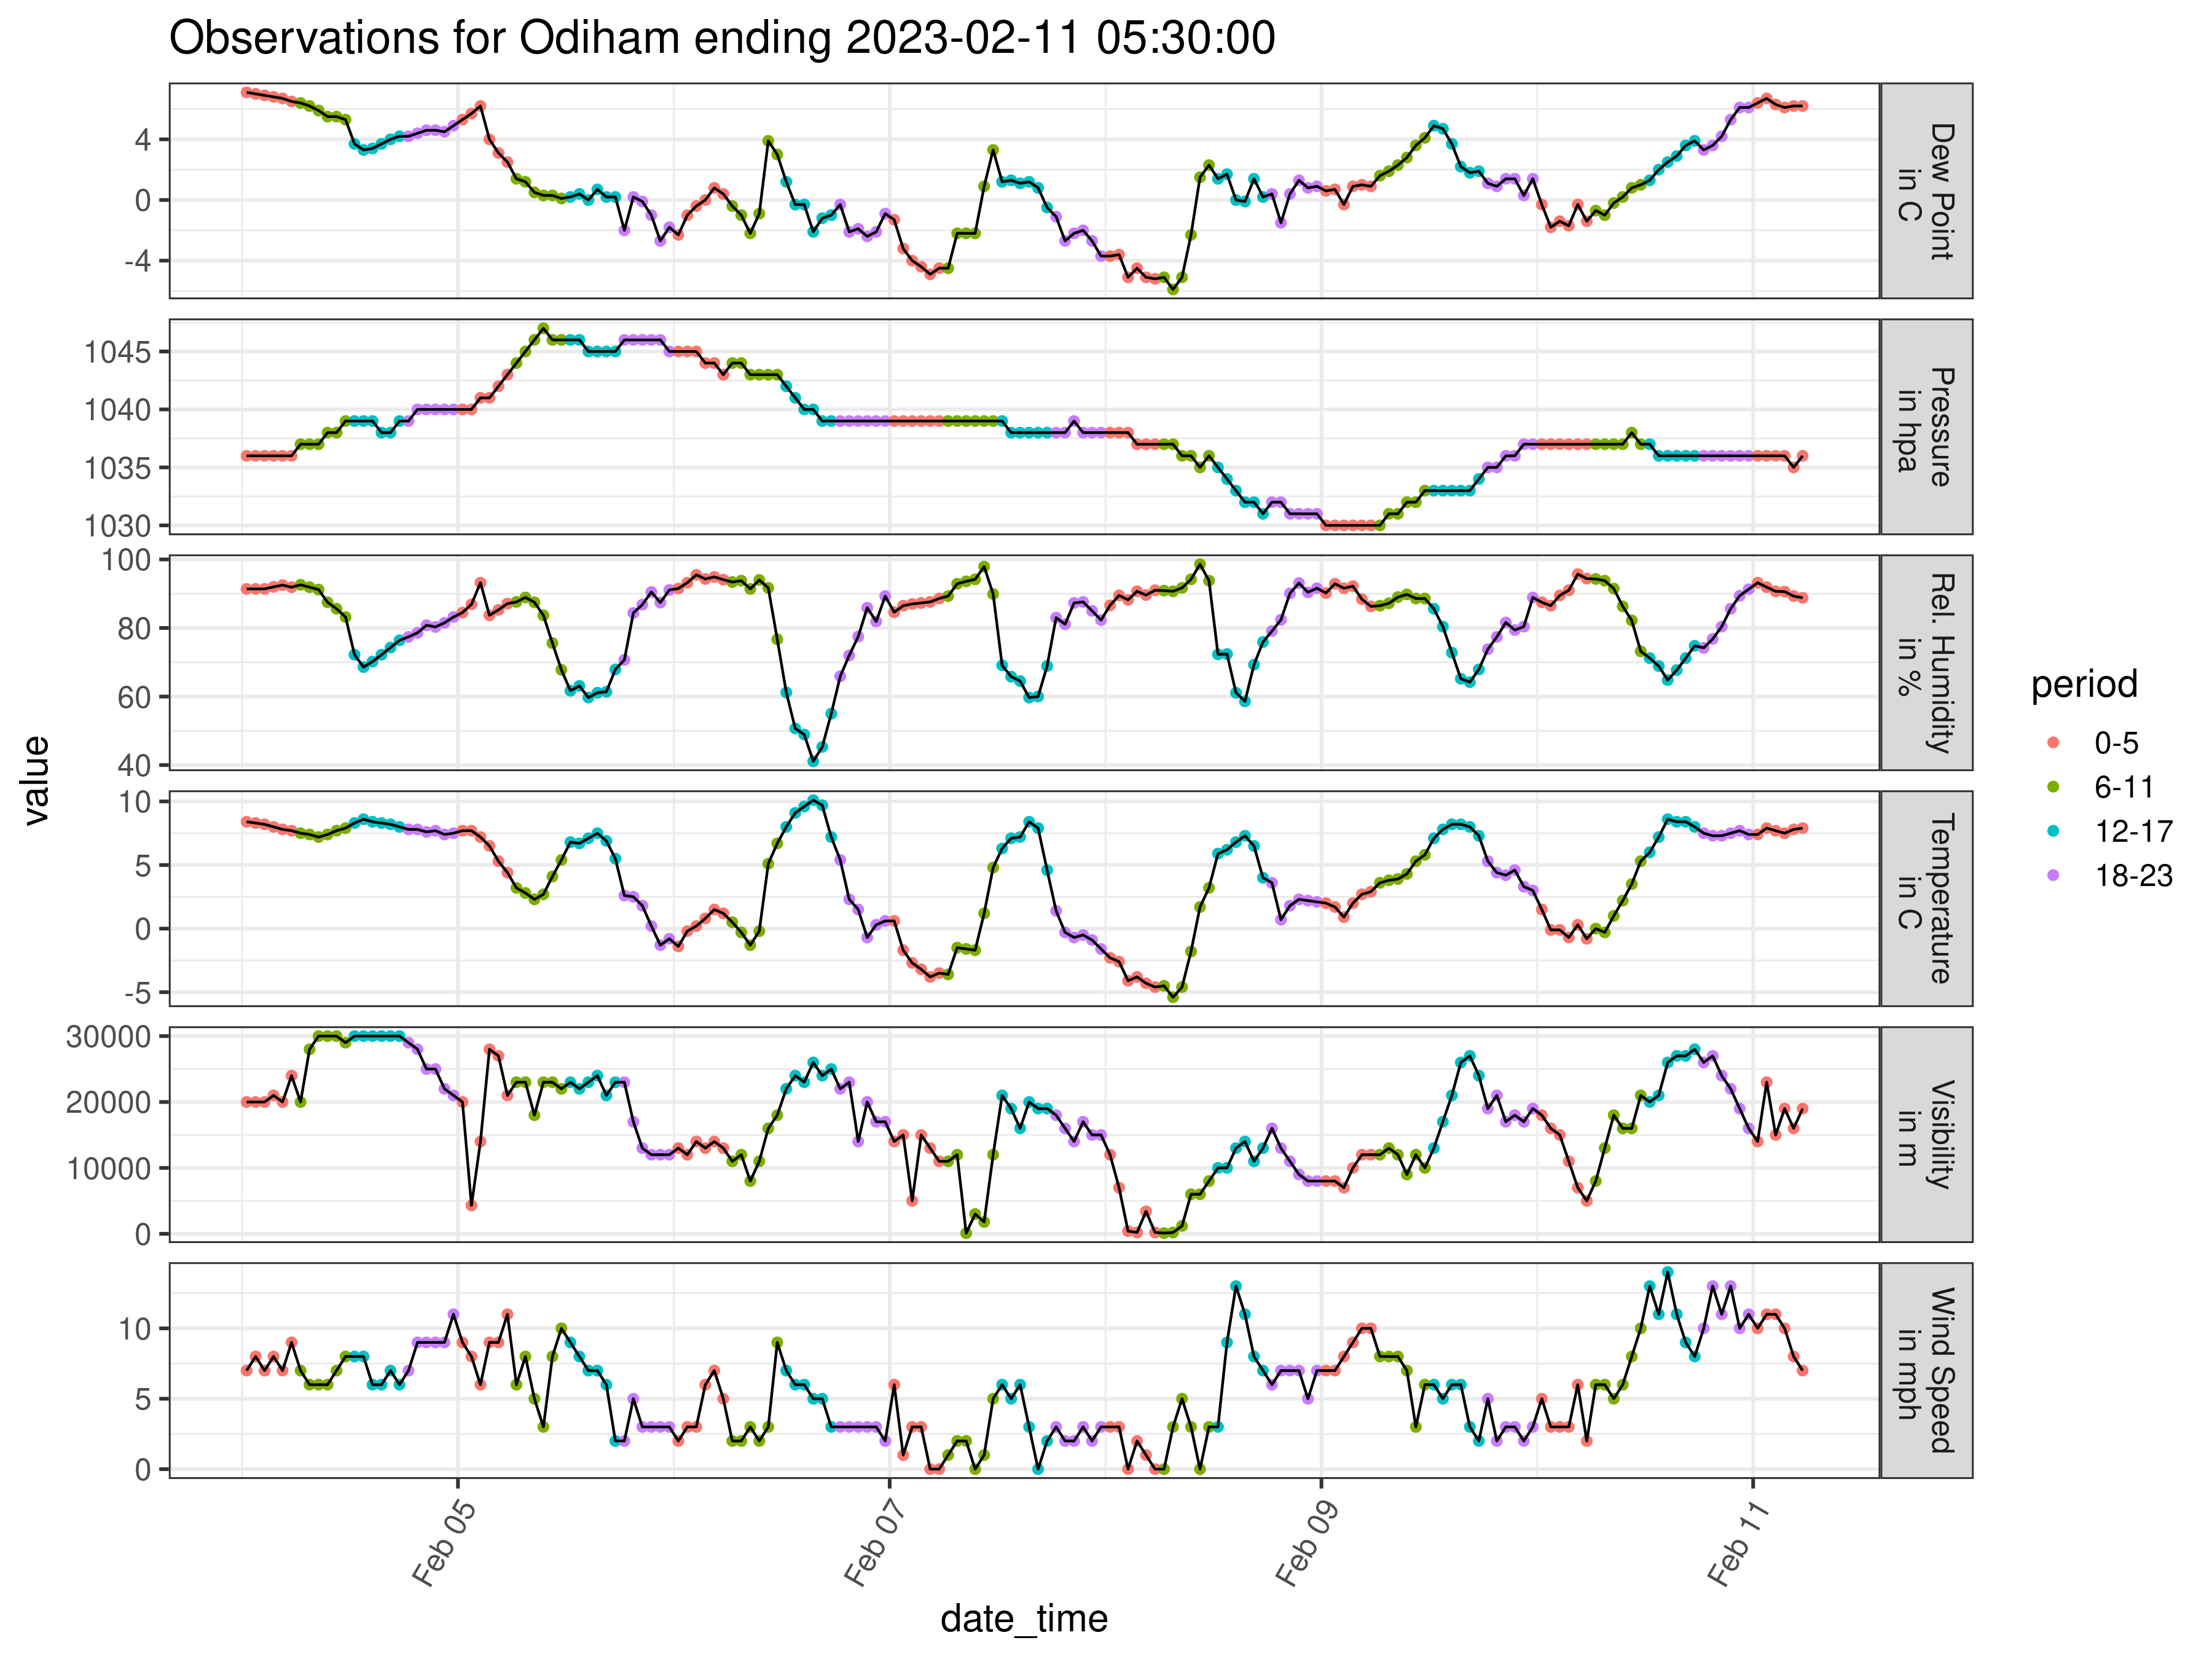 Observations for Odiham ending 2023-02-11 05:30:00
value
4
0
-4
Dew Point
in C
1045
1040
1035
1030
Pressure
in hpa
100
80
60
40
Rel. Humidity
in %
10
5
0
-5
Temperature
in C
30000
20000
10000
0
Visibility
in m
10
5
0
Wind Speed
in mph
Feb 05
Feb 07
Feb 09
Feb 11
date_time
period
0-5
6-11
12-17
18-23